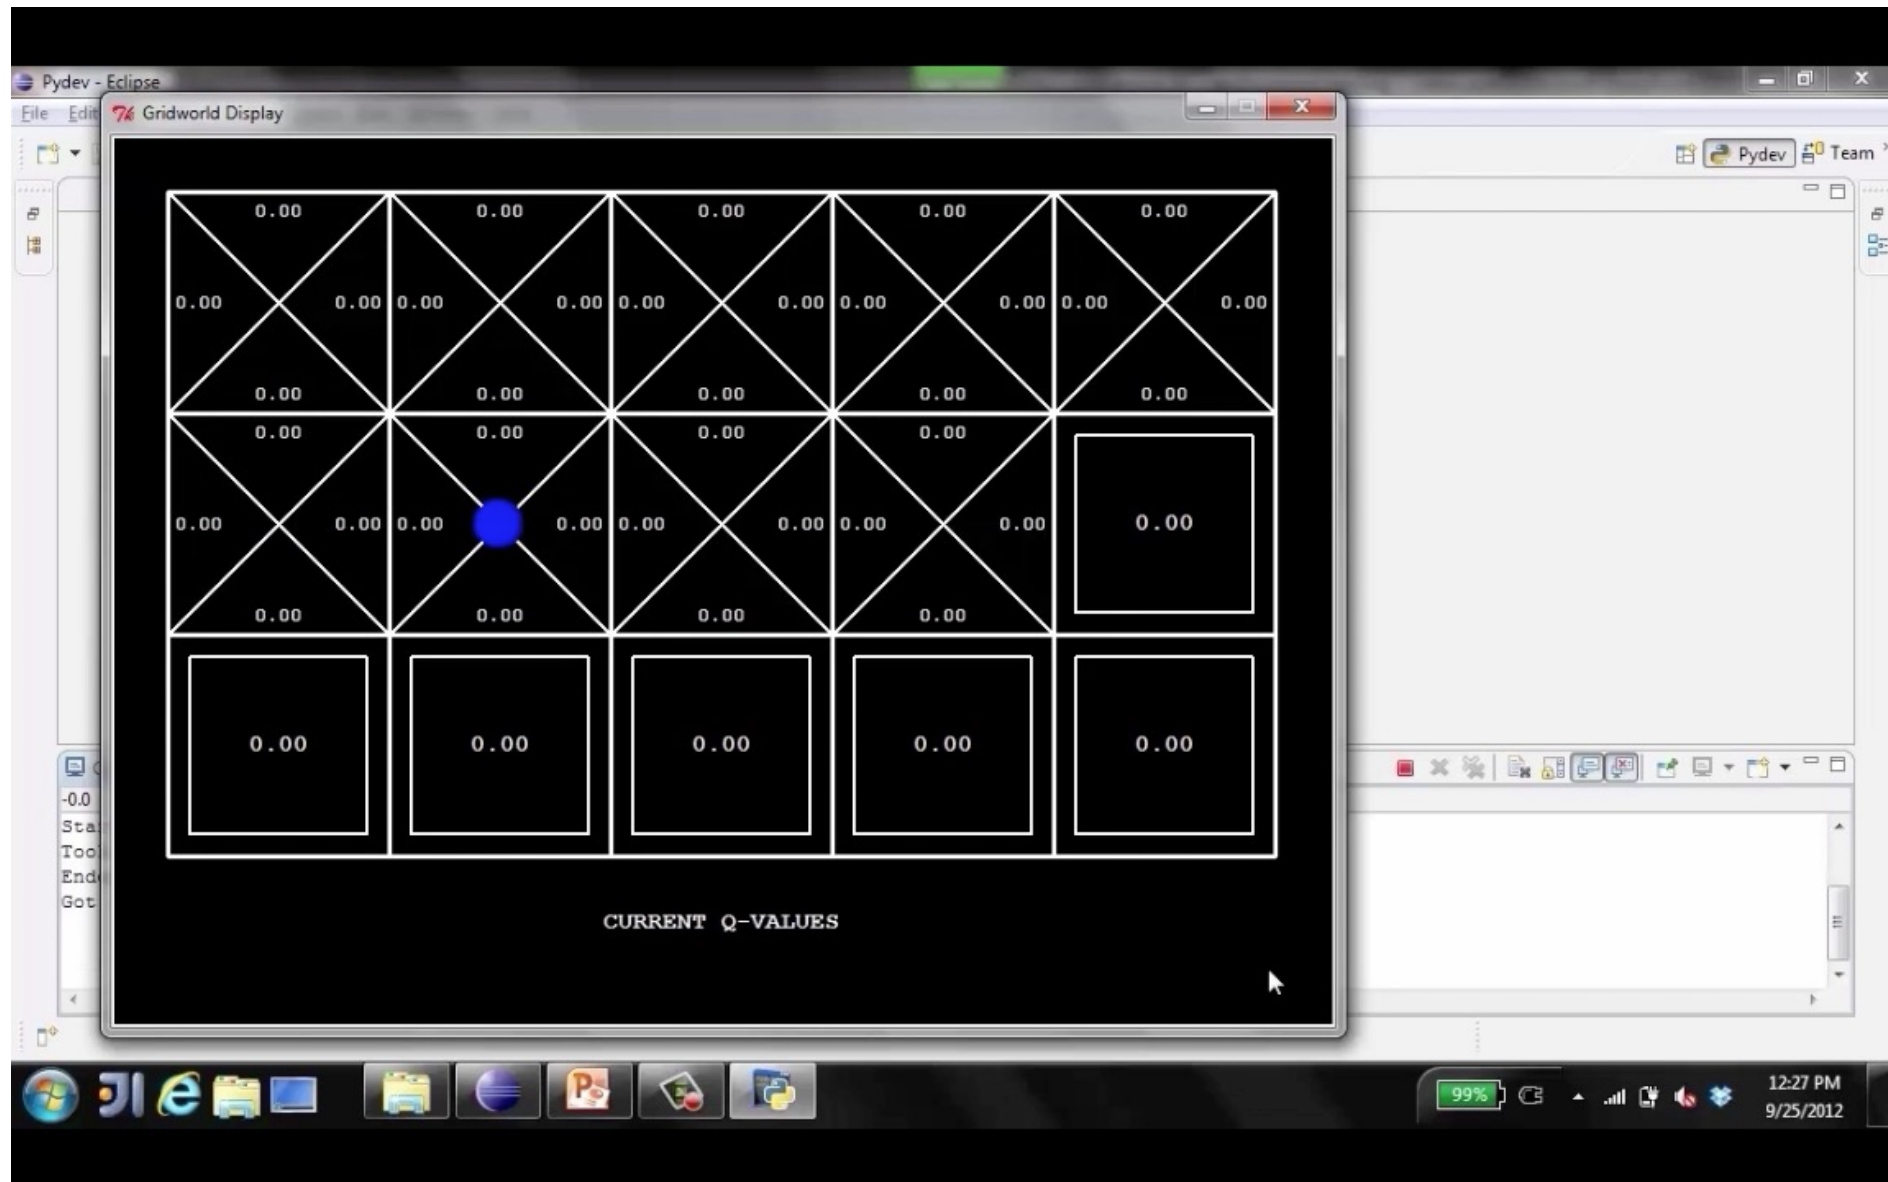 Pydev - Eclipse
File Edit
Gridworld Display
Pydev Team
0.00 0.00 0.00 0.00 0.00
0.00 0.00 0.00 0.00 0.00 0.00 0.00 0.00 0.00 0.00
0.00 0.00 0.00 0.00 0.00
0.00 0.00 0.00 0.00
0.00 0.00 0.00 0.00 0.00 0.00 0.00 0.00 0.00
0.00 0.00 0.00 0.00
0.00 0.00 0.00 0.00 0.00
-0.0
Got
CURRENT Q-VALUES
99%
12:27 PM
9/25/2012